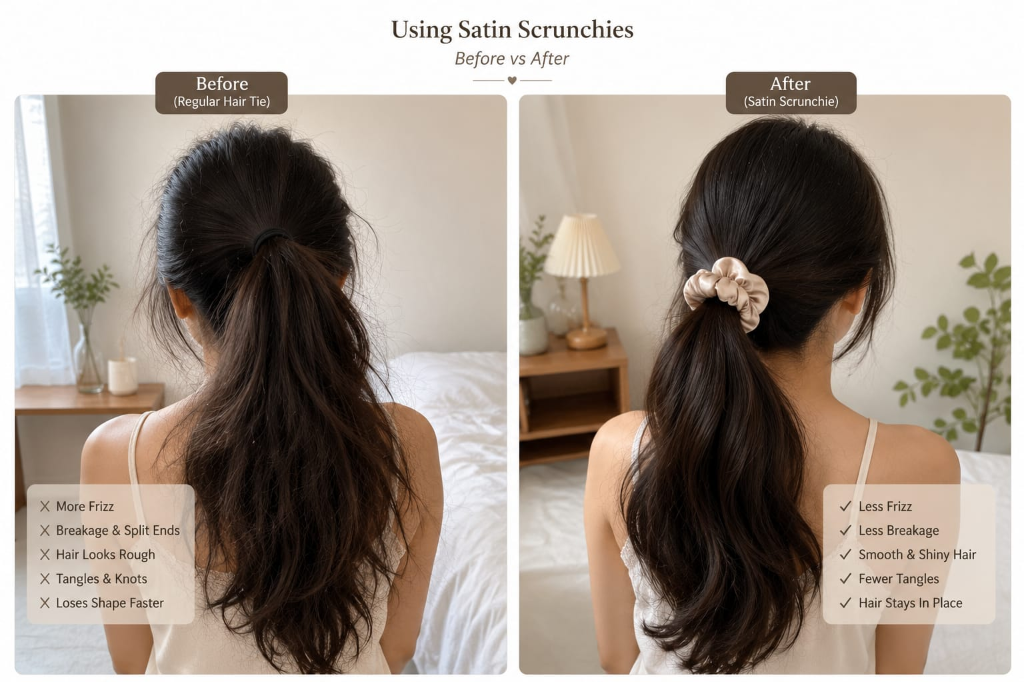 Using Satin Scrunchies
Before vs After
Before
(Regular Hair Tie)
More Frizz
Breakage & Split Ends
Hair Looks Rough
Tangles & Knots
Loses Shape Faster
After
(Satin Scrunchie)
Less Frizz
Less Breakage
Smooth & Shiny Hair
Fewer Tangles
Hair Stays In Place